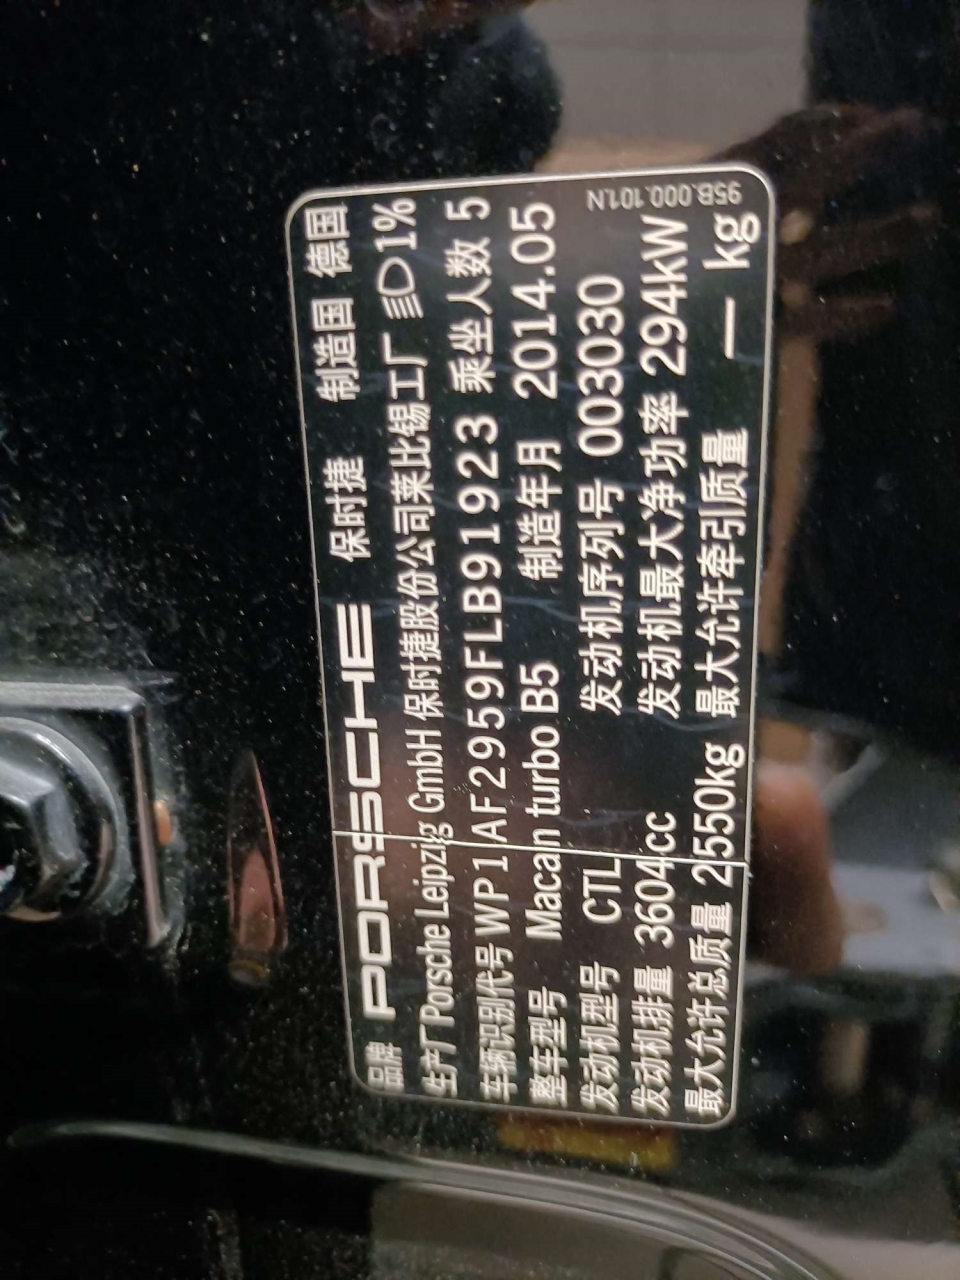 品牌 PORSCHE 保时捷 制造国 德国
生产厂 Porsche Leipzig GmbH 保时捷股份公司莱比锡工厂 1%
车辆识别代号 WP1AF2959FLB91923 乘坐人数 5
整车型号 Macan turbo B5 制造年月 2014.05
发动机型号 CTL 发动机序列号 003030
发动机排量 3604cc 发动机最大净功率 294kW
最大允许总质量 2550kg 最大允许牵引质量 — kg
95B.000.101.N